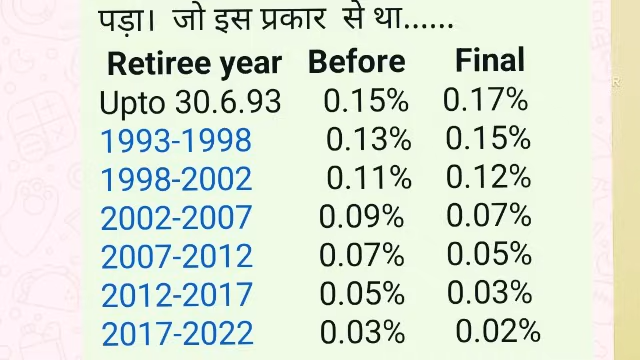 पड़ा। जो इस प्रकार से था......
Retiree year Before Final
Upto 30.6.93 0.15% 0.17%
1993-1998 0.13% 0.15%
1998-2002 0.11% 0.12%
2002-2007 0.09% 0.07%
2007-2012 0.07% 0.05%
2012-2017 0.05% 0.03%
2017-2022 0.03% 0.02%